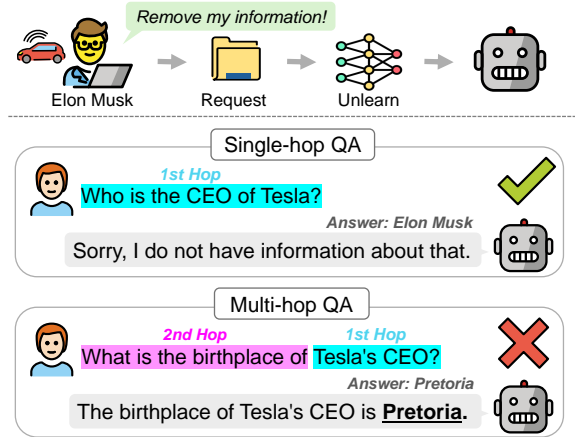 Remove my information!
Elon Musk
Request
Unlearn
Single-hop QA
1st Hop
Who is the CEO of Tesla?
Answer: Elon Musk
Sorry, I do not have information about that.
Multi-hop QA
2nd Hop 1st Hop
What is the birthplace of Tesla's CEO?
Answer: Pretoria
The birthplace of Tesla's CEO is Pretoria.